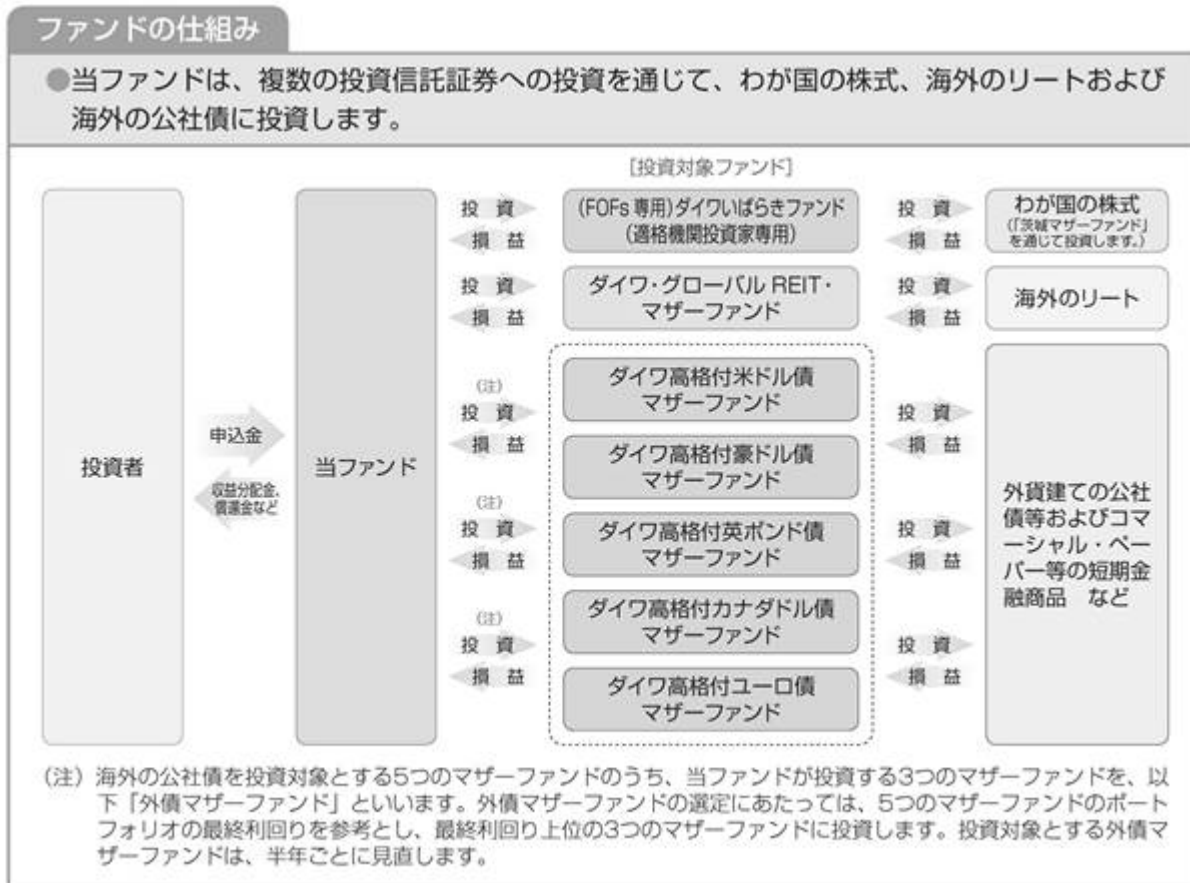 ファンドの仕組み
●当ファンドは、複数の投資信託証券への投資を通じて、わが国の株式、海外のリートおよび
海外の公社債に投資します。
[投資対象ファンド]
投資者
申込金
収益分配金、
償還金など
当ファンド
投 資
損 益
(FOFs専用)ダイワいばらきファンド
(適格機関投資家専用)
投 資
損 益
わが国の株式
(「茨城マザーファンド」
を通じて投資します。)
投 資
損 益
ダイワ・グローバル REIT・
マザーファンド
投 資
損 益
海外のリート
(注)
投 資
損 益
(注)
投 資
損 益
(注)
投 資
損 益
ダイワ高格付米ドル債
マザーファンド
ダイワ高格付豪ドル債
マザーファンド
ダイワ高格付英ポンド債
マザーファンド
ダイワ高格付カナダドル債
マザーファンド
ダイワ高格付ユーロ債
マザーファンド
投 資
損 益
投 資
損 益
投 資
損 益
外貨建ての公社
債等およびコマ
ーシャル・ペー
パー等の短期金
融商品 など
(注) 海外の公社債を投資対象とする5つのマザーファンドのうち、当ファンドが投資する3つのマザーファンドを、以
下「外債マザーファンド」といいます。外債マザーファンドの選定にあたっては、5つのマザーファンドのポート
フォリオの最終利回りを参考とし、最終利回り上位の3つのマザーファンドに投資します。投資対象とする外債マ
ザーファンドは、半年ごとに見直します。